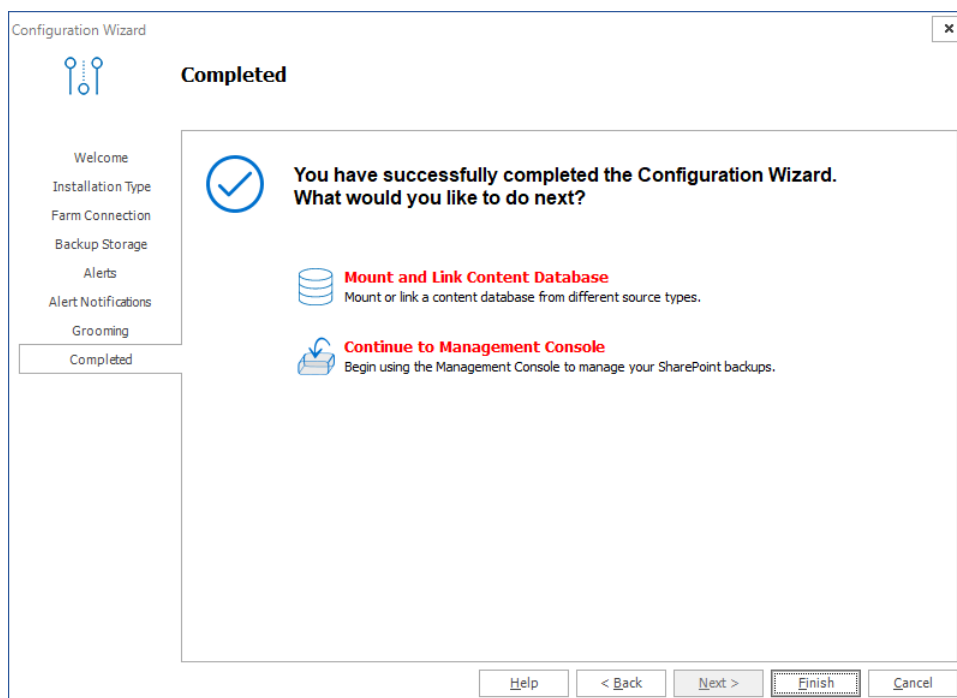 Configuration Wizard
Completed
Welcome
Installation Type
Farm Connection
Backup Storage
Alerts
Alert Notifications
Grooming
Completed
You have successfully completed the Configuration Wizard.
What would you like to do next?
Mount and Link Content Database
Mount or link a content database from different source types.
Continue to Management Console
Begin using the Management Console to manage your SharePoint backups.
Help
< Back
Next >
Finish
Cancel